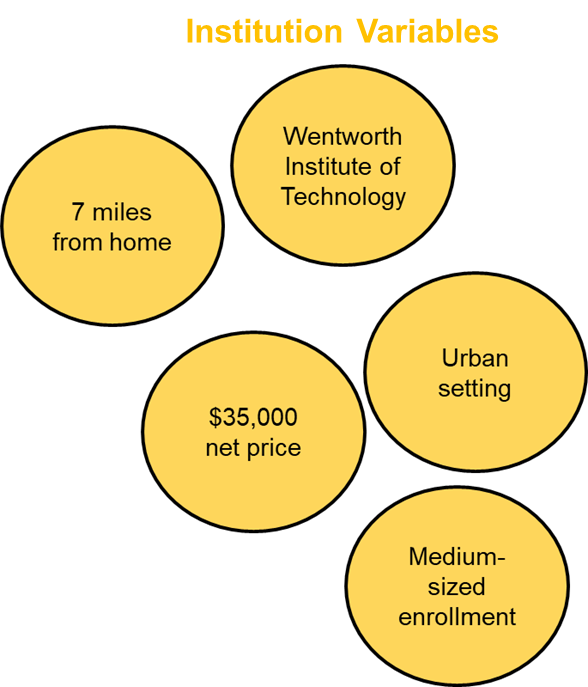 Institution Variables
Wentworth
Institute of
Technology
7 miles
from home
Urban
setting
$35,000
net price
Medium-
sized
enrollment